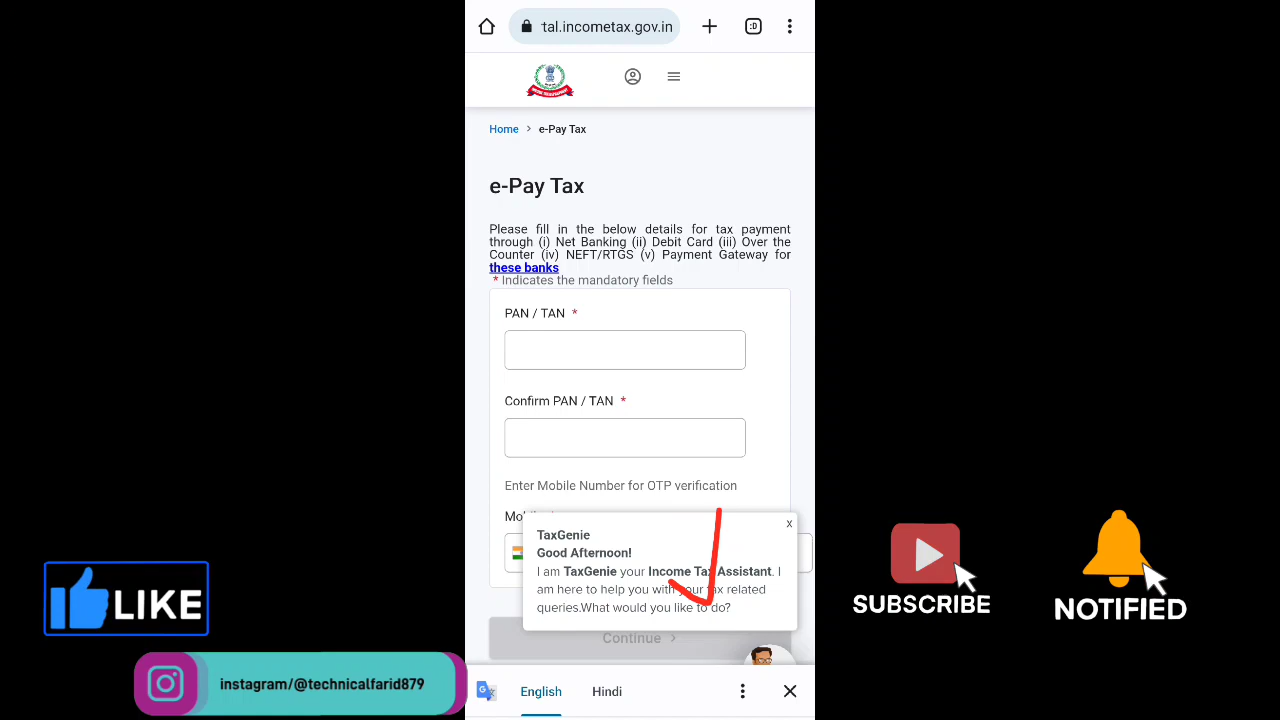 tal.incometax.gov.in
:D
Home > e-Pay Tax
e-Pay Tax
Please fill in the below details for tax payment
through (i) Net Banking (ii) Debit Card (iii) Over the
Counter (iv) NEFT/RTGS (v) Payment Gateway for
these banks
* Indicates the mandatory fields
PAN / TAN *
Confirm PAN / TAN *
Enter Mobile Number for OTP verification
x
TaxGenie
Good Afternoon!
I am TaxGenie your Income Tax Assistant. I
am here to help you with your tax related
queries.What would you like to do?
Continue >
English Hindi
LIKE
instagram/@technicalfarid879
SUBSCRIBE
NOTIFIED